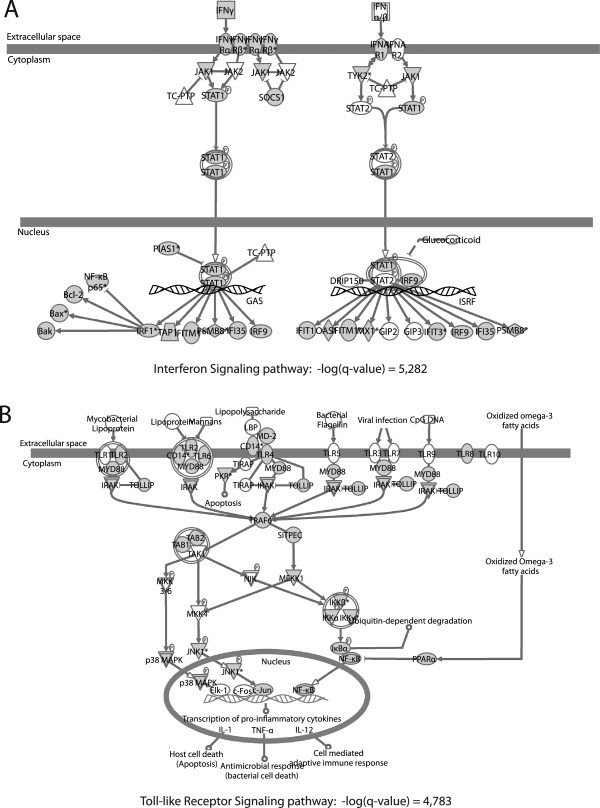 A
IFNγ
IFN
α/β
Extracellular space
Cytoplasm
IFNγ
Rα
IFNγ
Rβ*
IFNγ
Rα
IFNγ
Rβ*
IFNA
R1
IFNA
R2
JAK1
JAK2
JAK1
JAK2
TYK2*
JAK1
TC-PTP
TC-PTP
STAT1
SOCS1
STAT2
STAT1
STAT1
STAT1
STAT2
STAT1
Nucleus
PIAS1*
TC-PTP
Glucocorticoid
NF-κB
p65*
STAT1
STAT1
GAS
STAT1
DRIP150
STAT2
IRF9
ISRF
Bcl-2
Bax*
Bak
IRF1*
TAP1
IFITM1
PSMB8*
IFI35
IRF9
IFIT1
OAS1
IFITM1
MX1*
GIP2
GIP3
IFIT3*
IRF9
IFI35
PSMB8*
Interferon Signaling pathway: -log(q-value) = 5,282
B
Mycobacterial
Lipoprotein
Lipoprotein
Mannans
Lipopolysaccharide
LBP
Bacterial
Flagellin
Viral infection
CpG DNA
Oxidized omega-3
fatty acids
Extracellular space
Cytoplasm
TLR1
TLR2
MYD88
TLR2
CD14*
TLR6
MYD88
CD14*
MD-2
TLR4
TLR5
TLR3
TLR7
TLR9
TLR8
TLR10
TIRAP
MYD88
MYD88
MYD88
MYD88
IRAK
TOLLIP
IRAK
PKR*
TIRAP
IRAK
TOLLIP
IRAK
TOLLIP
IRAK
TOLLIP
IRAK
TOLLIP
Apoptosis
TRAF6
SITPEC
TAB1
TAB2
TAK1
MKK
3/6
NIK
MEKK1
Oxidized Omega-3
fatty acids
MKK4
IKKβ*
IKKα
IKKγ*
Ubiquitin-dependent degradation
p38 MAPK
JNK1*
IκBα
NF-κB
PPARα
Nucleus
JNK1*
p38 MAPK
Elk-1
c-Fos
c-Jun
NF-κB
Transcription of pro-inflammatory cytokines
IL-1
TNF-α
IL-12
Host cell death
(Apoptosis)
Antimicrobial response
(bacterial cell death)
Cell mediated
adaptive immune response
Toll-like Receptor Signaling pathway: -log(q-value) = 4,783